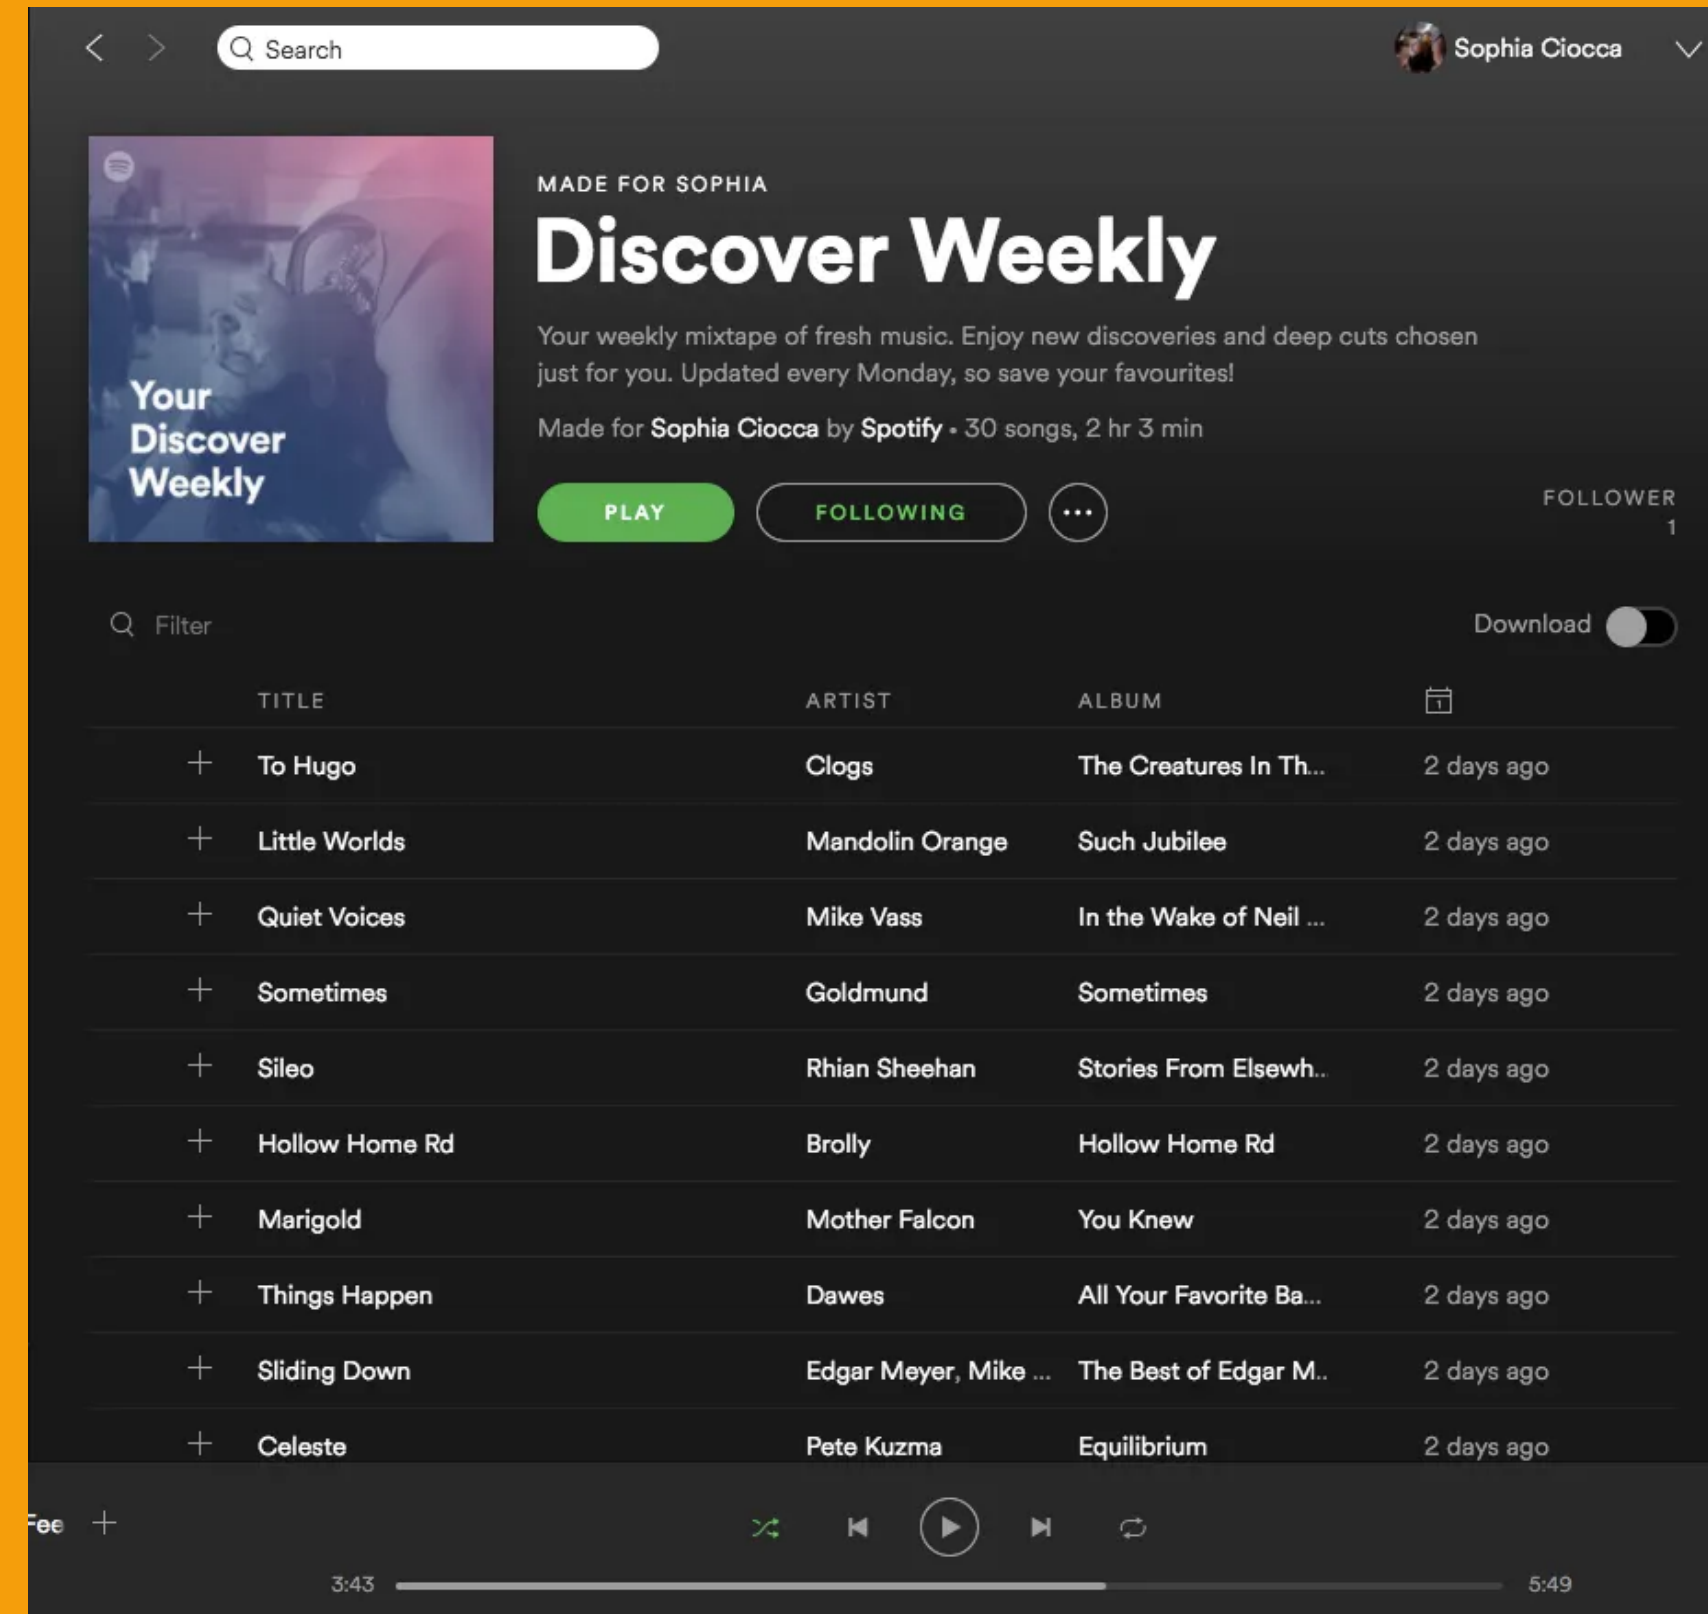 Search
Sophia Ciocca
Your
Discover
Weekly
MADE FOR SOPHIA
Discover Weekly
Your weekly mixtape of fresh music. Enjoy new discoveries and deep cuts chosen
just for you. Updated every Monday, so save your favourites!
Made for Sophia Ciocca by Spotify • 30 songs, 2 hr 3 min
PLAY FOLLOWING ...
FOLLOWER
1
Filter Download
TITLE ARTIST ALBUM 1
To Hugo Clogs The Creatures In Th... 2 days ago
Little Worlds Mandolin Orange Such Jubilee 2 days ago
Quiet Voices Mike Vass In the Wake of Neil ... 2 days ago
Sometimes Goldmund Sometimes 2 days ago
Sileo Rhian Sheehan Stories From Elsewh.. 2 days ago
Hollow Home Rd Brolly Hollow Home Rd 2 days ago
Marigold Mother Falcon You Knew 2 days ago
Things Happen Dawes All Your Favorite Ba... 2 days ago
Sliding Down Edgar Meyer, Mike ... The Best of Edgar M.. 2 days ago
Celeste Pete Kuzma Equilibrium 2 days ago
Fee
3:43 5:49